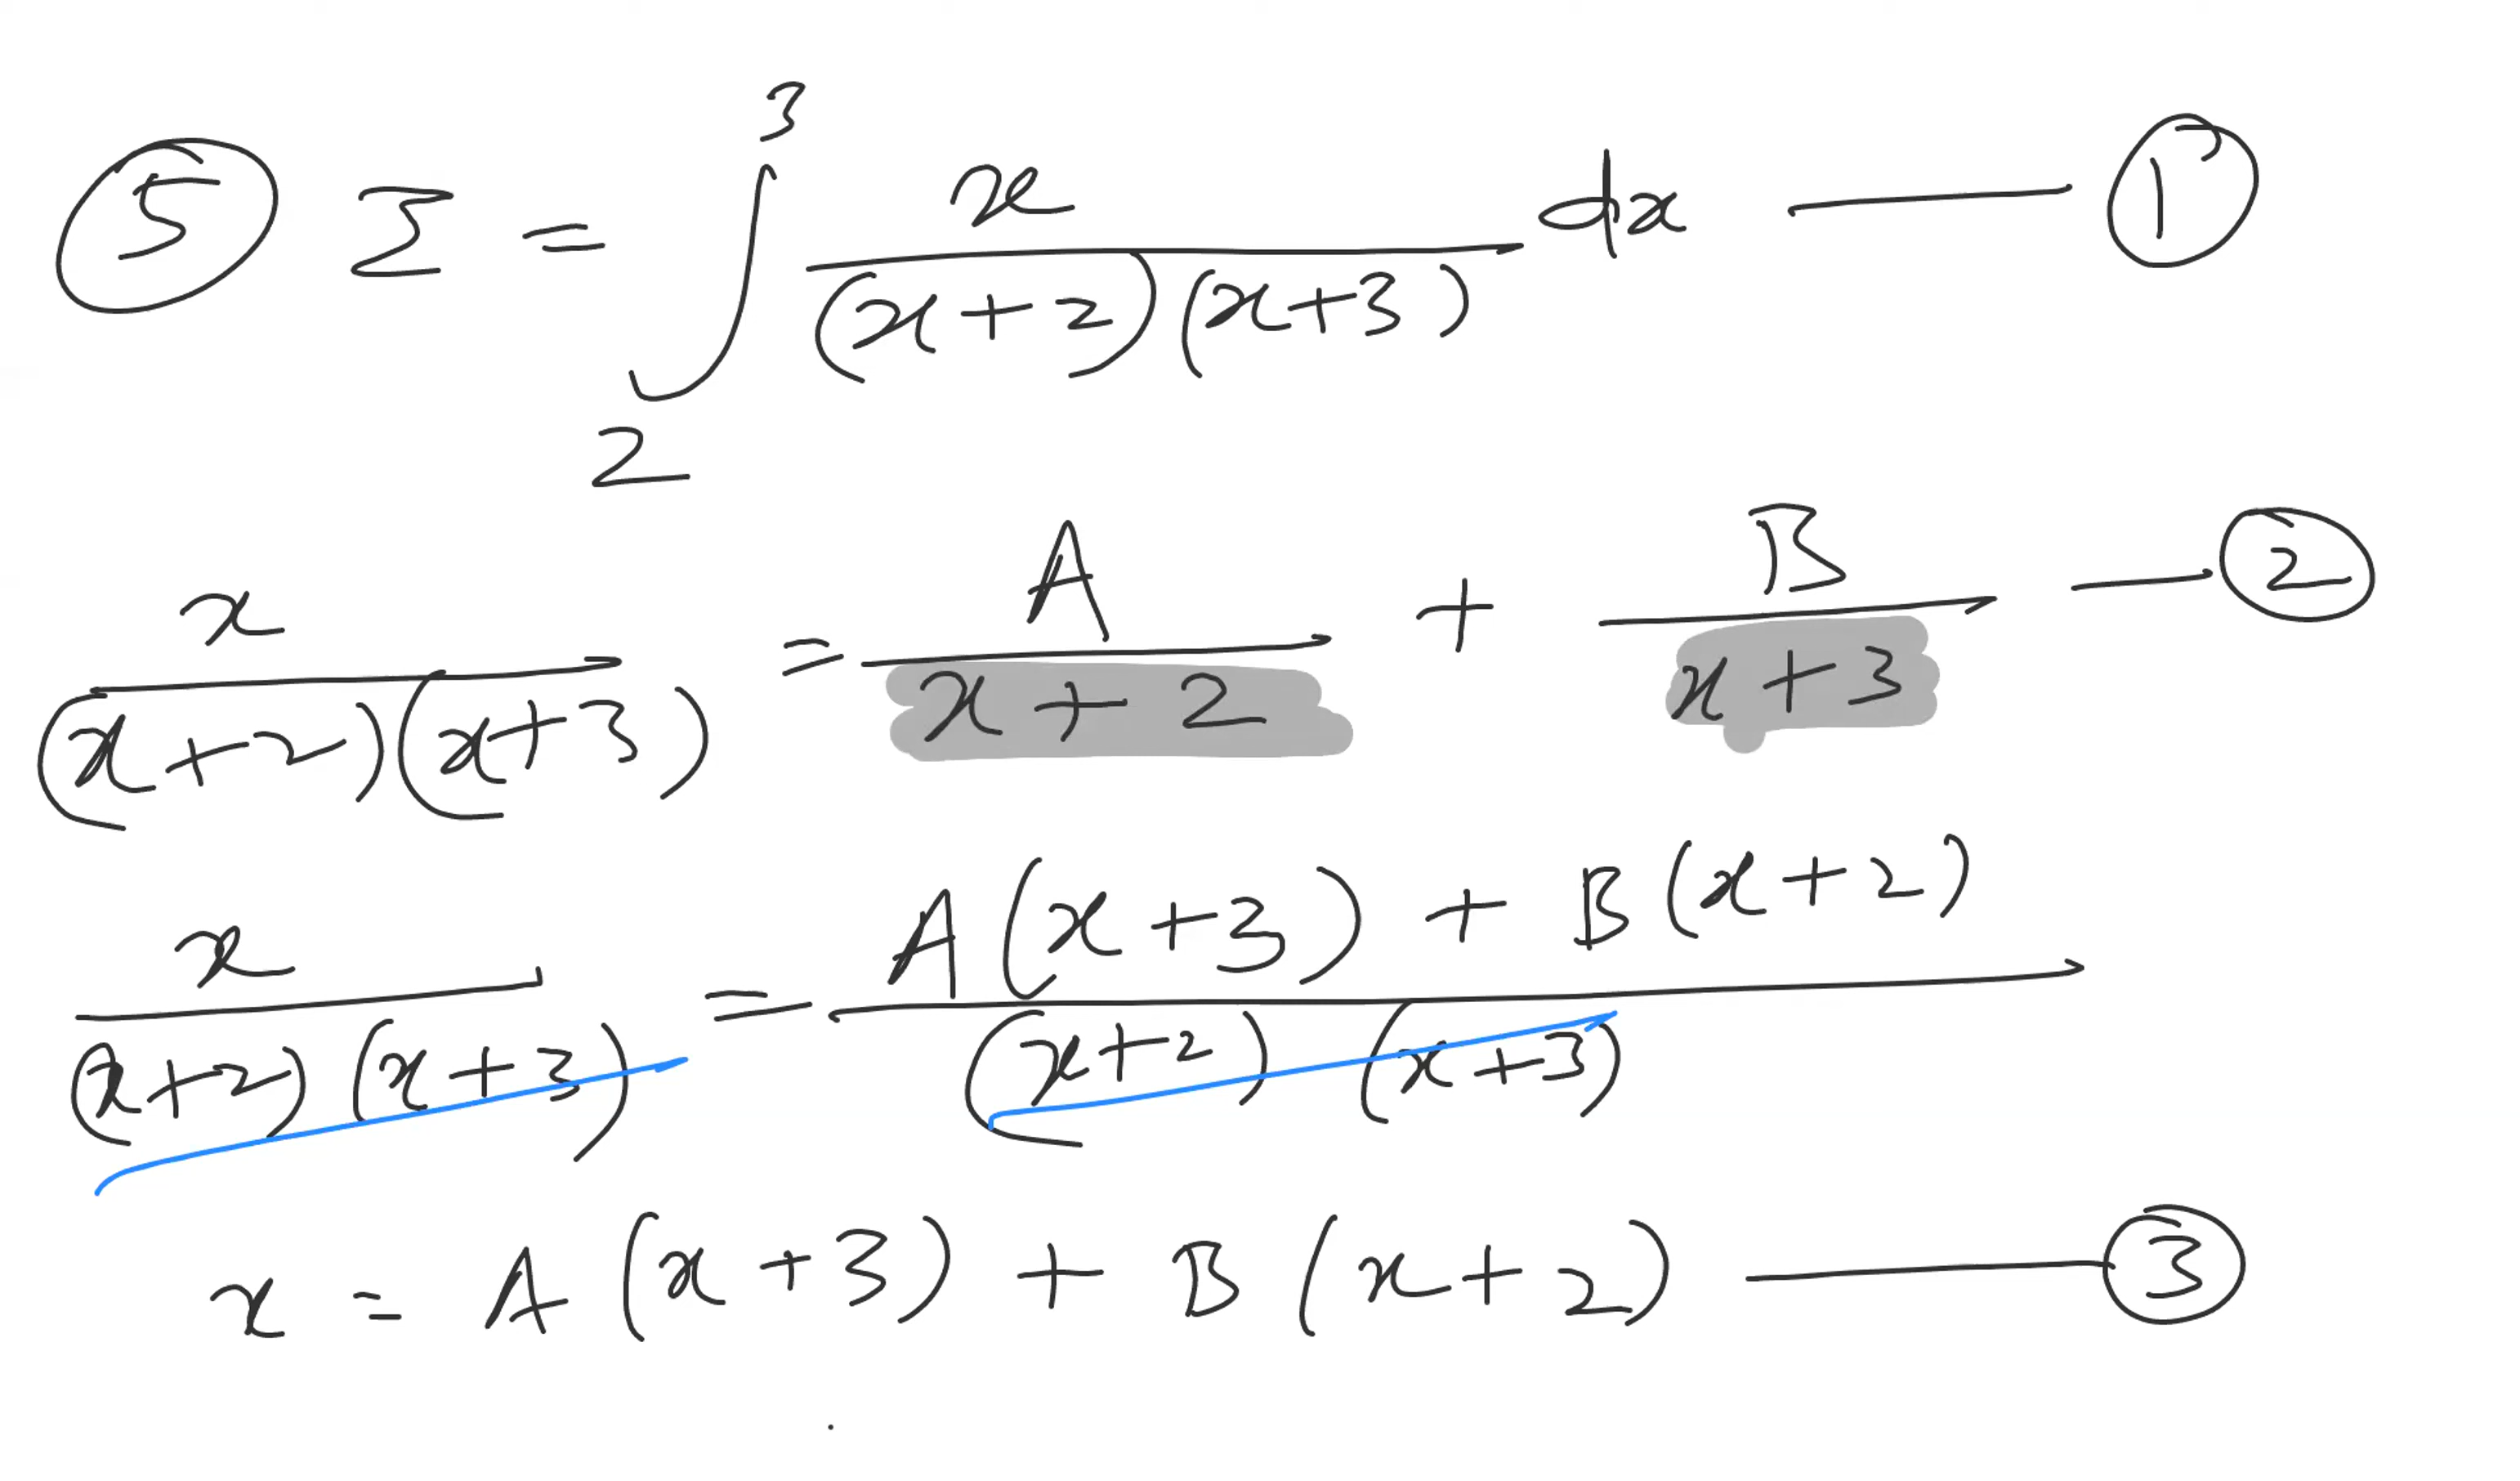 ⑤ I = ∫₂³ x / (x+2)(x+3) dx —— ①
x / (x+2)(x+3) = A / x+2 + B / x+3 —— ②
x / (x+2)(x+3) = A(x+3) + B(x+2) / (x+2)(x+3)
x = A(x+3) + B(x+2) —— ③